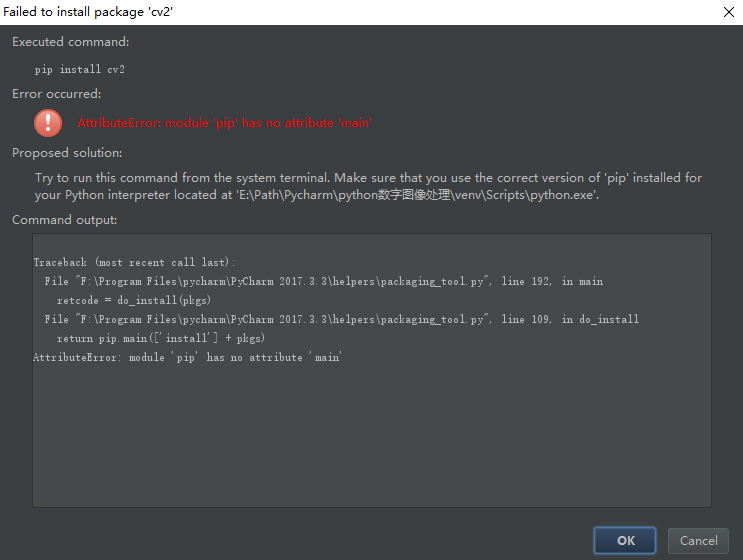 Failed to install package 'cv2'
Executed command:
pip install cv2
Error occurred:
AttributeError: module 'pip' has no attribute 'main'
Proposed solution:
Try to run this command from the system terminal. Make sure that you use the correct version of 'pip' installed for
your Python interpreter located at 'E:\Path\Pycharm\python数字图像处理\venv\Scripts\python.exe'.
Command output:
Traceback (most recent call last):
File "F:\Program Files\pycharm\PyCharm 2017.3.3\helpers\packaging_tool.py", line 192, in main
retcode = do_install(pkgs)
File "F:\Program Files\pycharm\PyCharm 2017.3.3\helpers\packaging_tool.py", line 109, in do_install
return pip.main(['install'] + pkgs)
AttributeError: module 'pip' has no attribute 'main'
OK
Cancel